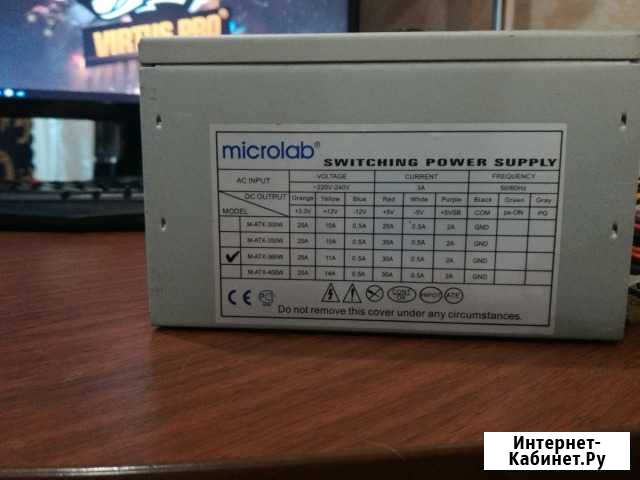 VIRTUS.PRO
microlab®
SWITCHING POWER SUPPLY
AC INPUT VOLTAGE CURRENT FREQUENCY
~220V-240V 3A 50/60Hz
DC OUTPUT Orange Yellow Blue Red White Purple Black Green Gray
MODEL +3.3V +12V -12V +5V -5V +5VSB COM ps-ON PG
M-ATX-300W 20A 10A 0.5A 25A 0.5A 2A GND
M-ATX-350W 20A 10A 0.5A 30A 0.5A 2A GND
✓ M-ATX-360W 20A 11A 0.5A 30A 0.5A 2A GND
M-ATX-400W 20A 14A 0.5A 30A 0.5A 2A GND
CE
Do not remove this cover under any circumstances.
Интернет-
Кабинет.Ру